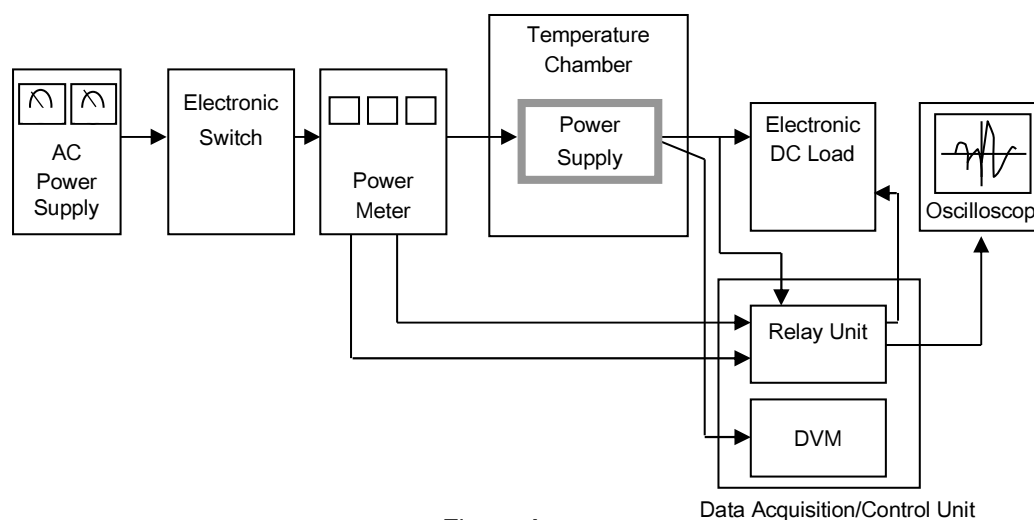 AC
Power
Supply
Electronic
Switch
Power
Meter
Temperature
Chamber
Power
Supply
Electronic
DC Load
Oscilloscop
Relay Unit
DVM
Data Acquisition/Control Unit